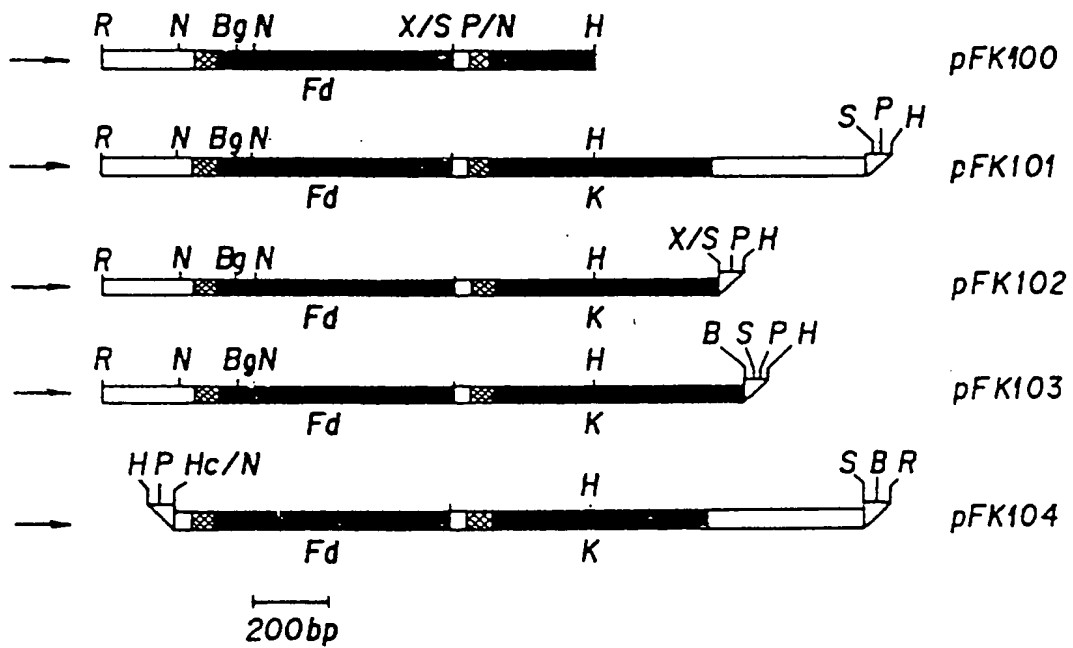 R N Bg N X/S P/N H
pFK100
Fd
S P H
R N Bg N H
pFK101
Fd K
X/S P H
R N Bg N H
pFK102
Fd K
B S P H
R N BgN H
pFK103
Fd K
H P Hc/N S B R
H
pFK104
Fd K
200bp